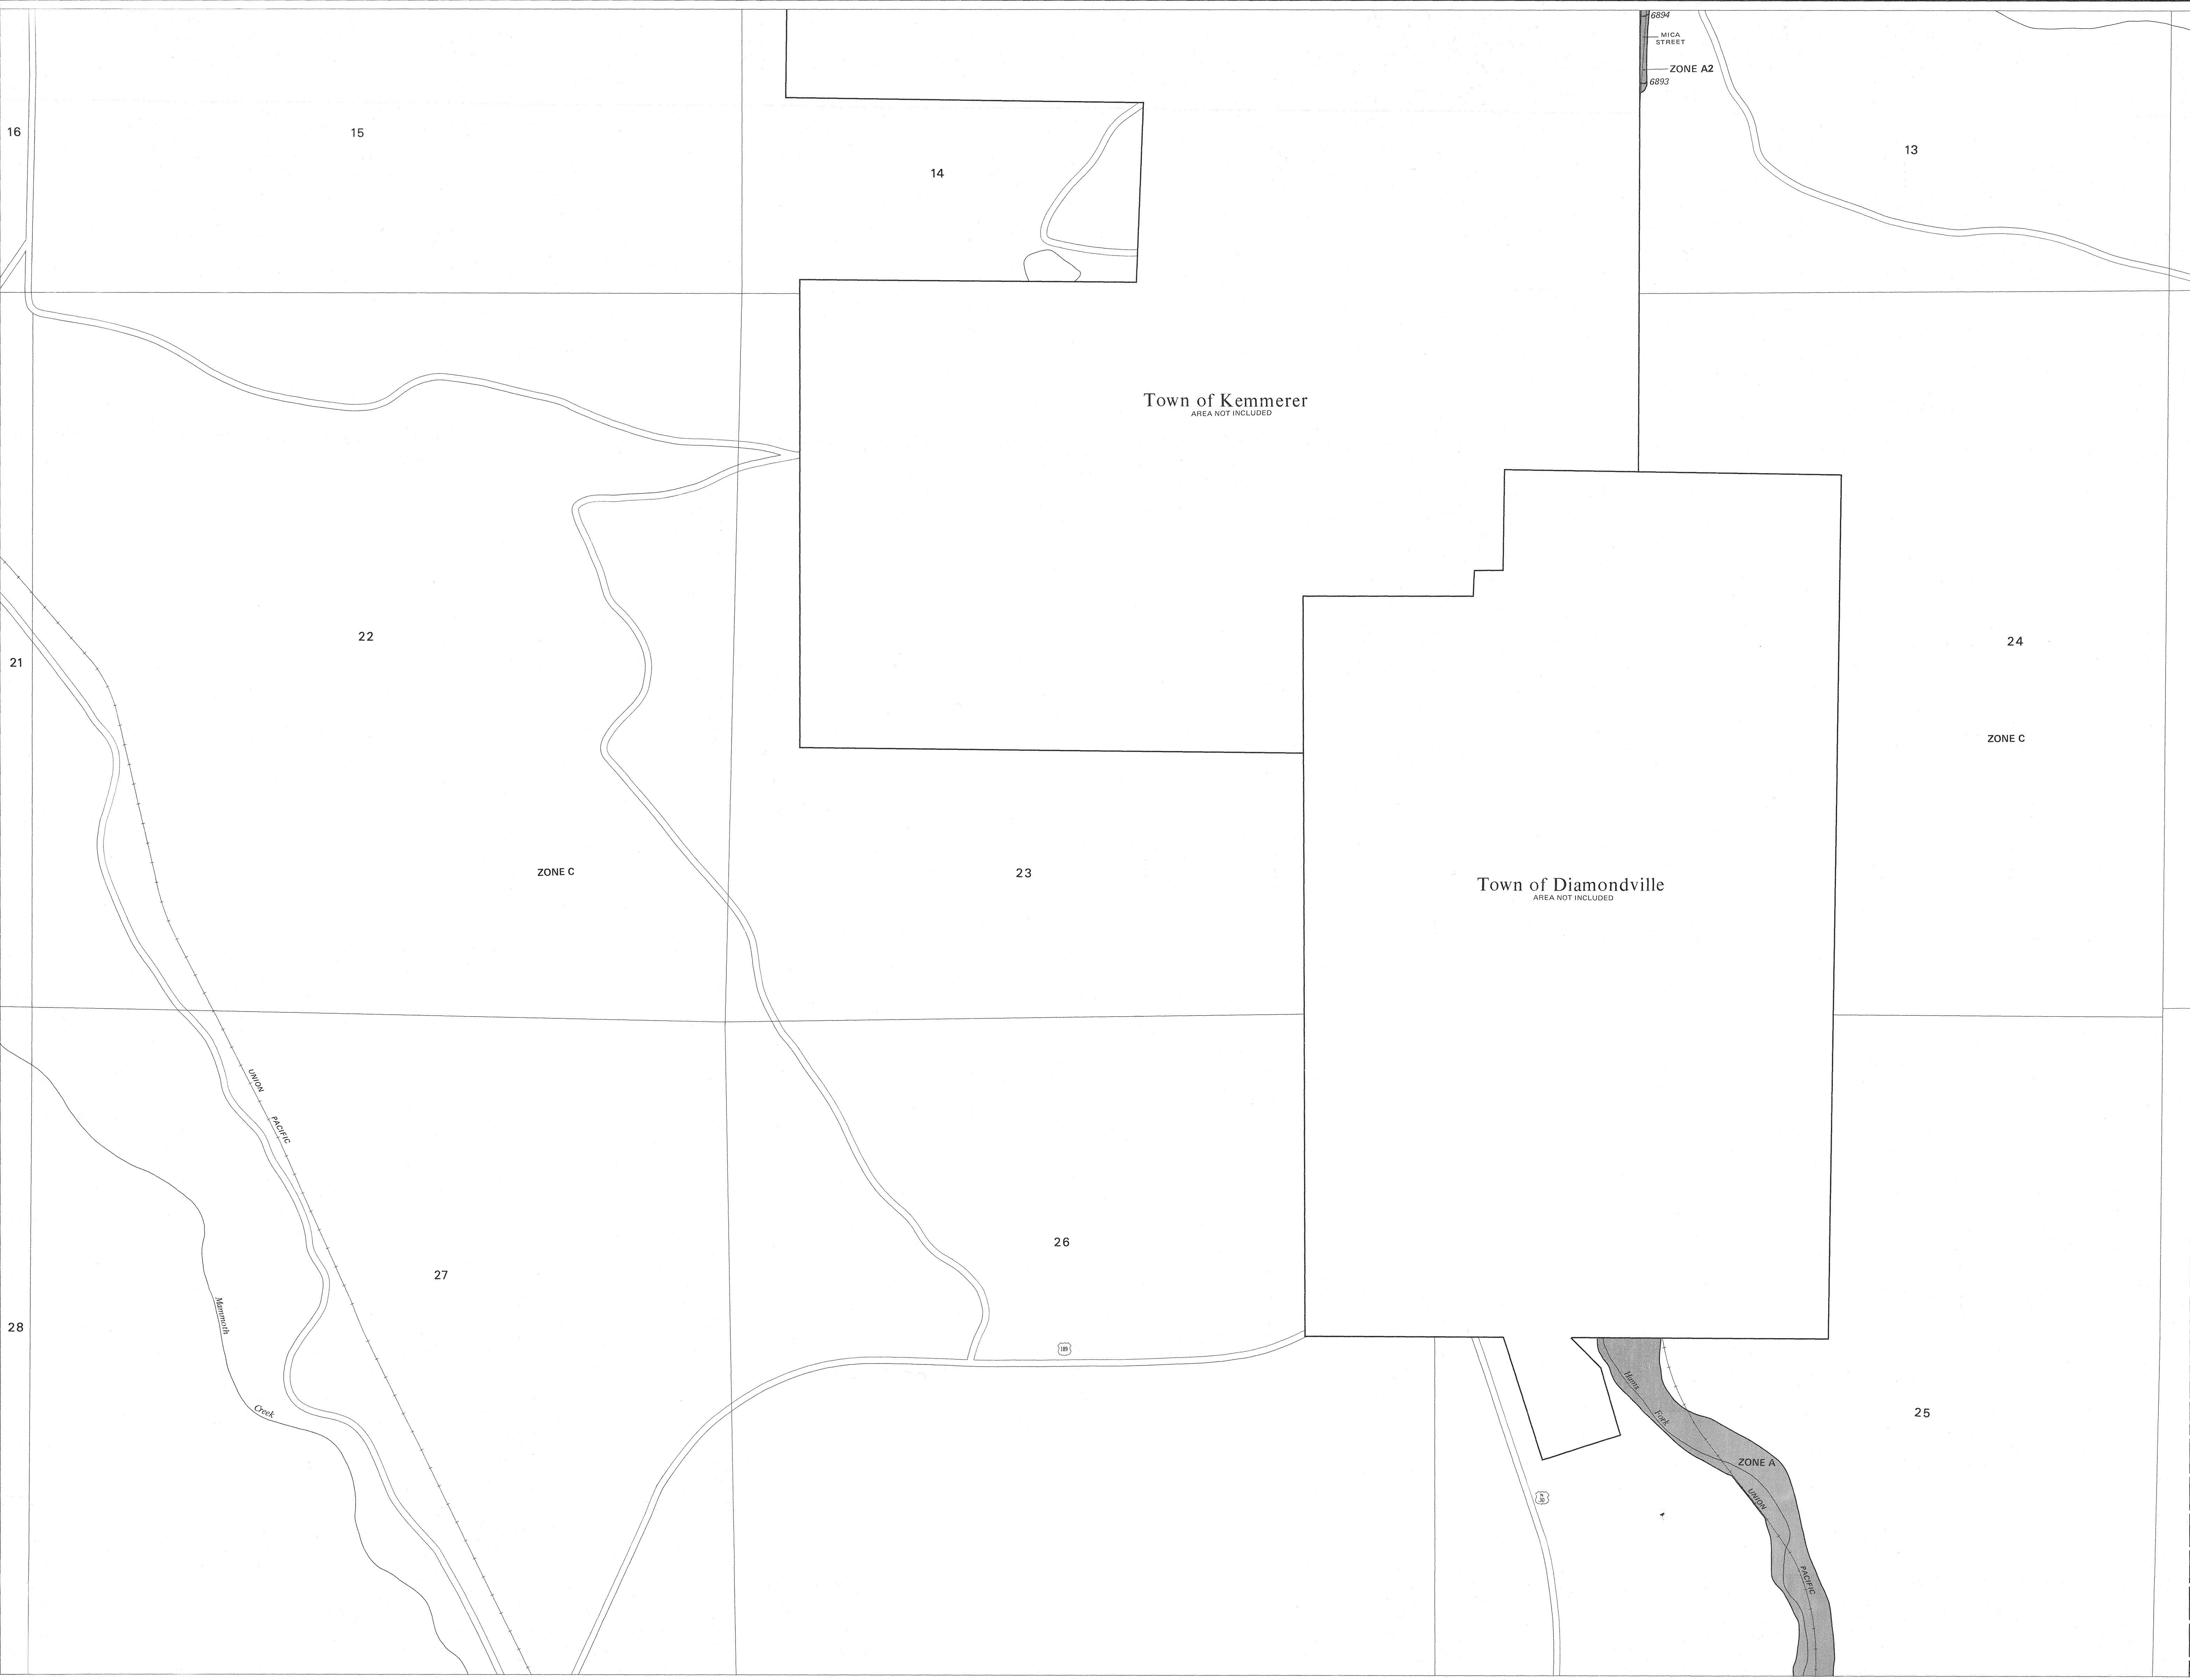 6894
MICA
STREET
ZONE A2
6893
16
15
14
13
Town of Kemmerer
AREA NOT INCLUDED
22
21
24
ZONE C
ZONE C
23
Town of Diamondville
AREA NOT INCLUDED
UNION
PACIFIC
26
27
Mammoth
28
189
Creek
Hams
Fork
25
ZONE A
UNION
30
PACIFIC